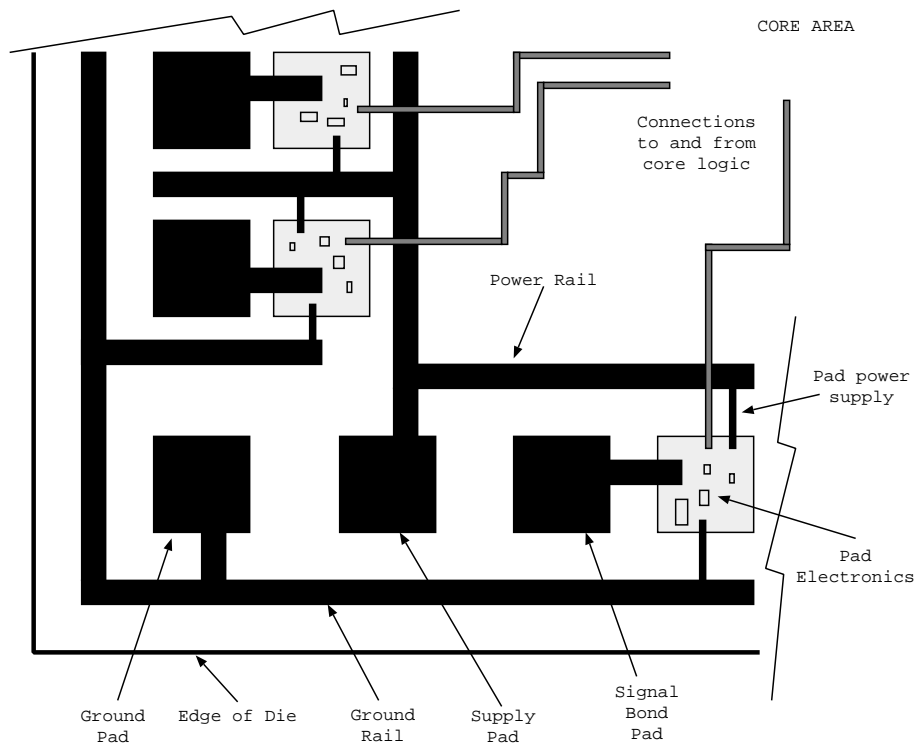 CORE AREA
Connections
to and from
core logic
Power Rail
Pad power
supply
Pad
Electronics
Ground
Pad
Edge of Die
Ground
Rail
Supply
Pad
Signal
Bond
Pad